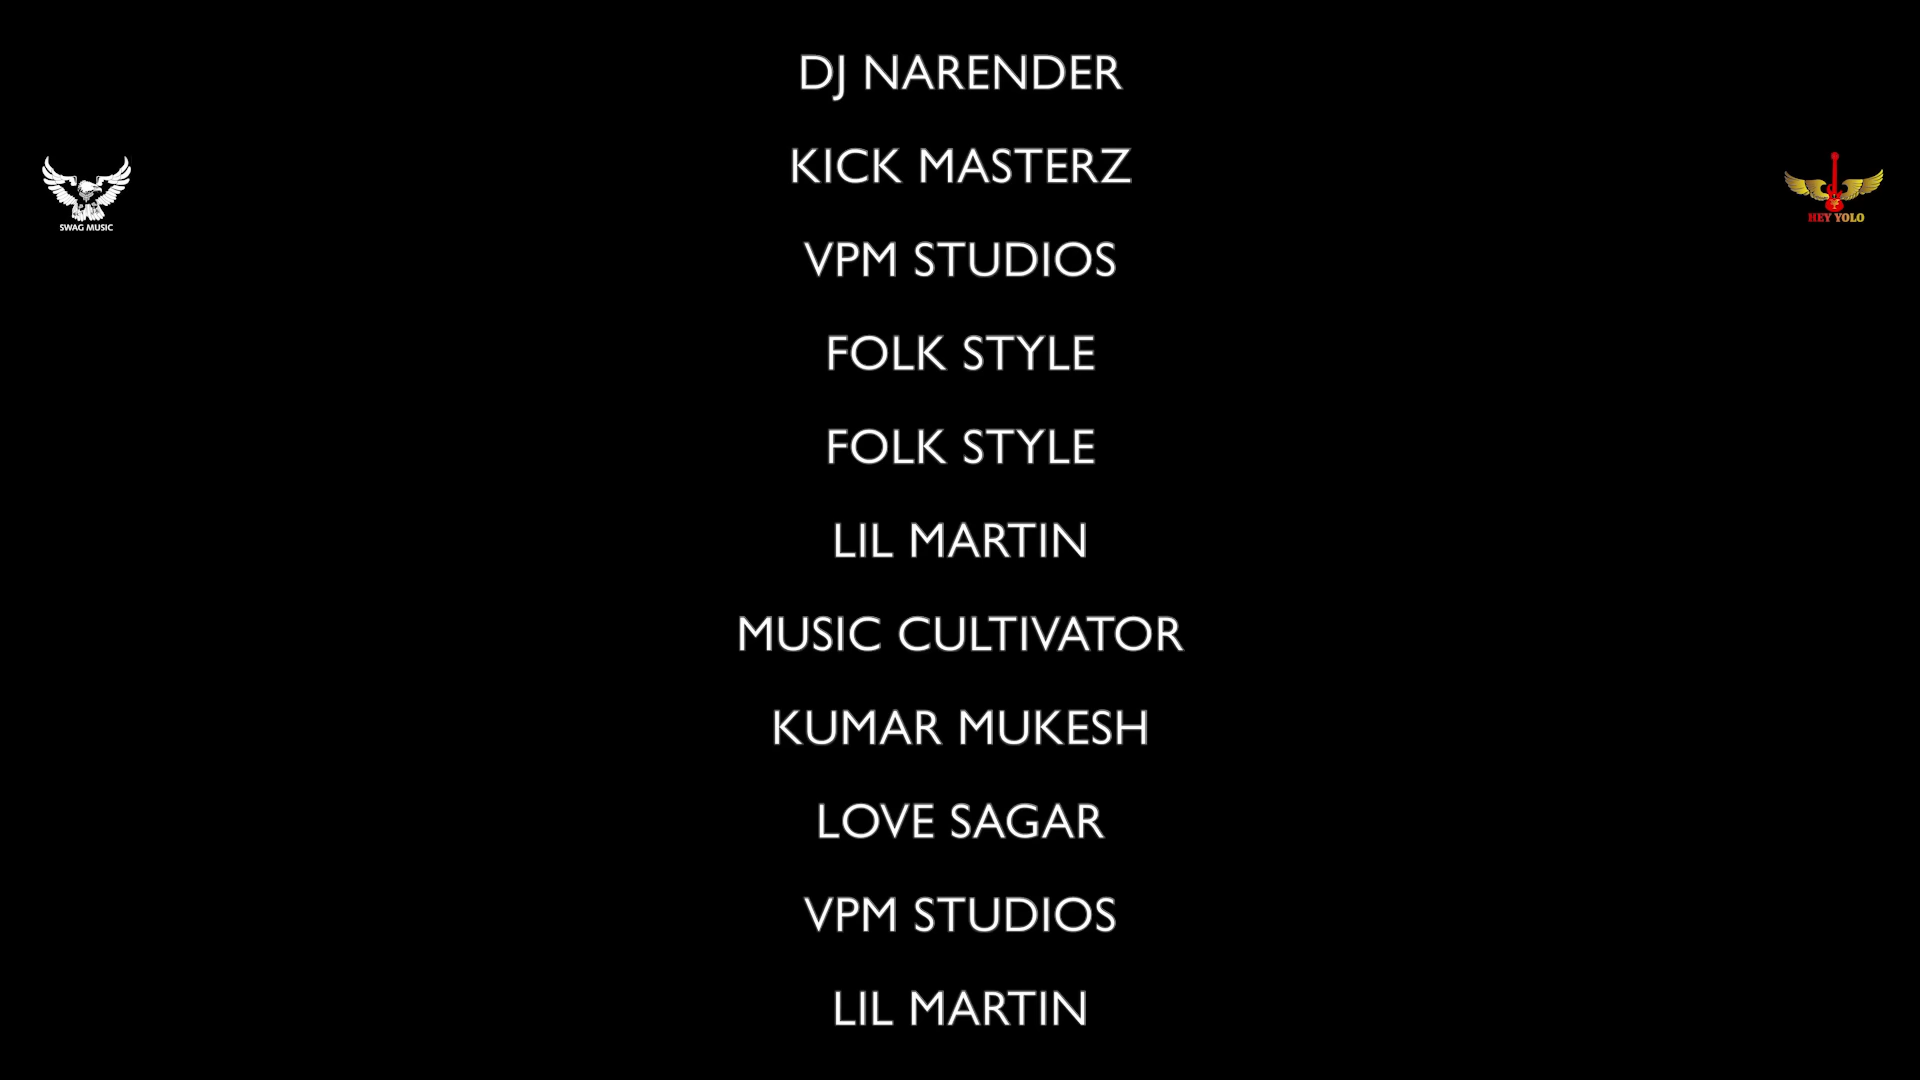 DJ NARENDER
KICK MASTERZ
SWAG MUSIC
HEY YOLO
VPM STUDIOS
FOLK STYLE
FOLK STYLE
LIL MARTIN
MUSIC CULTIVATOR
KUMAR MUKESH
LOVE SAGAR
VPM STUDIOS
LIL MARTIN